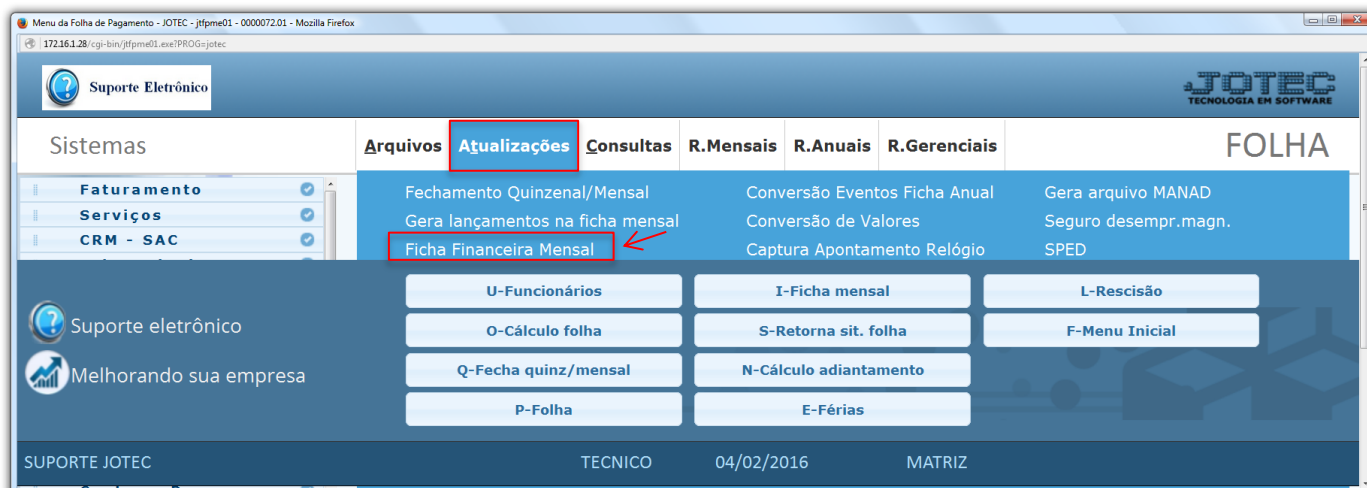 Menu da Folha de Pagamento - JOTEC - jtfpme01 - 0000072.01 - Mozilla Firefox
172.16.1.28/cgi-bin/jtfpme01.exe?PROG=jotec
Suporte Eletrônico
JOTEC
TECNOLOGIA EM SOFTWARE
Sistemas
Arquivos Atualizações Consultas R.Mensais R.Anuais R.Gerenciais
FOLHA
Faturamento
Serviços
CRM - SAC
Fechamento Quinzenal/Mensal Conversão Eventos Ficha Anual Gera arquivo MANAD
Gera lançamentos na ficha mensal Conversão de Valores Seguro desempr.magn.
Ficha Financeira Mensal Captura Apontamento Relógio SPED
U-Funcionários I-Ficha mensal L-Rescisão
O-Cálculo folha S-Retorna sit. folha F-Menu Inicial
Q-Fecha quinz/mensal N-Cálculo adiantamento
P-Folha E-Férias
Suporte eletrônico
Melhorando sua empresa
SUPORTE JOTEC TECNICO 04/02/2016 MATRIZ